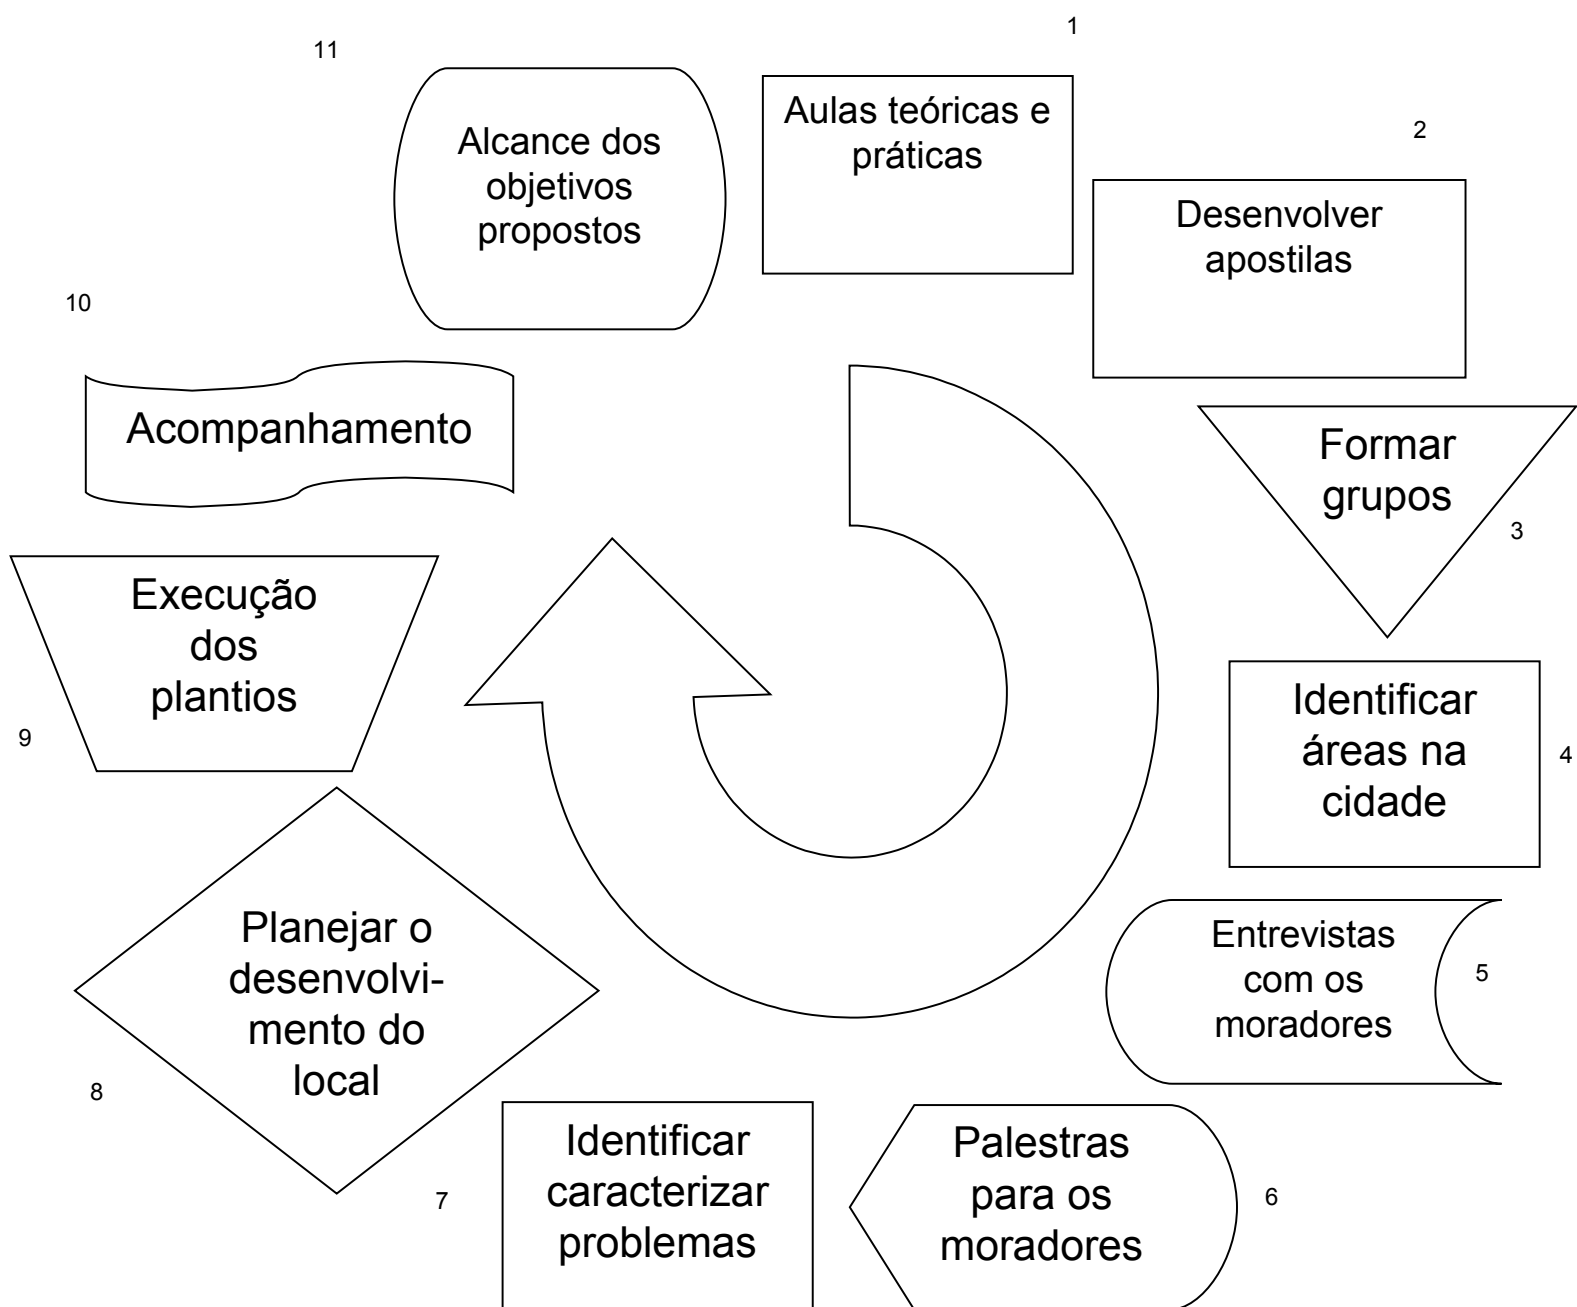 1
Aulas teóricas e
práticas
2
Desenvolver
apostilas
Formar
grupos
3
Identificar
áreas na
cidade
4
Entrevistas
com os
moradores
5
Palestras
para os
moradores
6
Identificar
caracterizar
problemas
7
Planejar o
desenvolvi-
mento do
local
8
Execução
dos
plantios
9
10
Acompanhamento
11
Alcance dos
objetivos
propostos